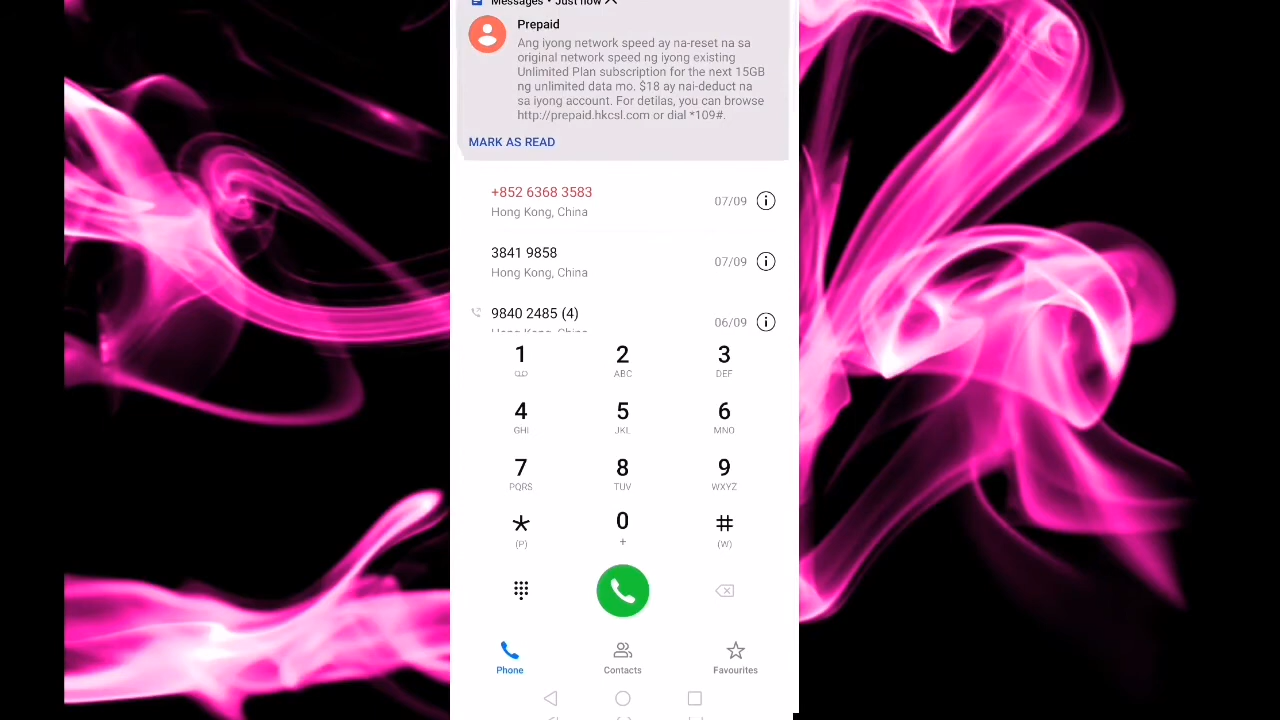 Messages • Just now
Prepaid
Ang iyong network speed ay na-reset na sa
original network speed ng iyong existing
Unlimited Plan subscription for the next 15GB
ng unlimited data mo. $18 ay nai-deduct na
sa iyong account. For detilas, you can browse
http://prepaid.hkcsl.com or dial *109#.
MARK AS READ
+852 6368 3583
07/09
Hong Kong, China
3841 9858
07/09
Hong Kong, China
9840 2485 (4)
06/09
Hong Kong, China
1 2 3
ABC DEF
4 5 6
GHI JKL MNO
7 8 9
PQRS TUV WXYZ
* 0 #
(P) + (W)
Phone Contacts Favourites